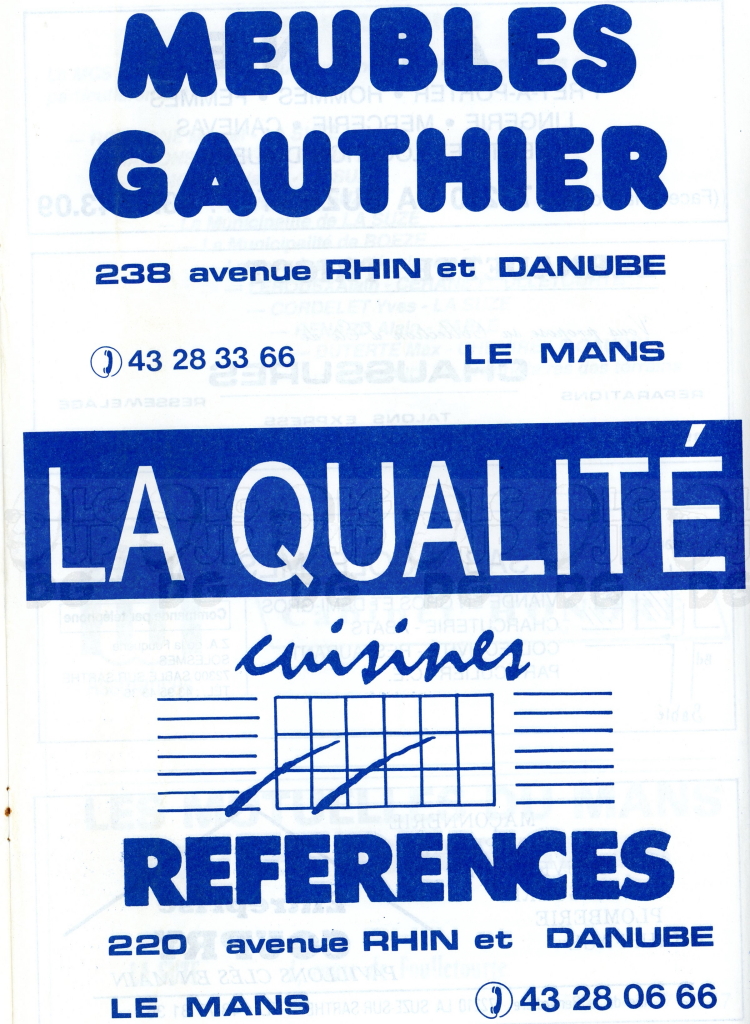 MEUBLES
GAUTHIER
238 avenue RHIN et DANUBE
43 28 33 66 LE MANS
LA QUALITÉ
cuisines
REFERENCES
220 avenue RHIN et DANUBE
LE MANS 43 28 06 66